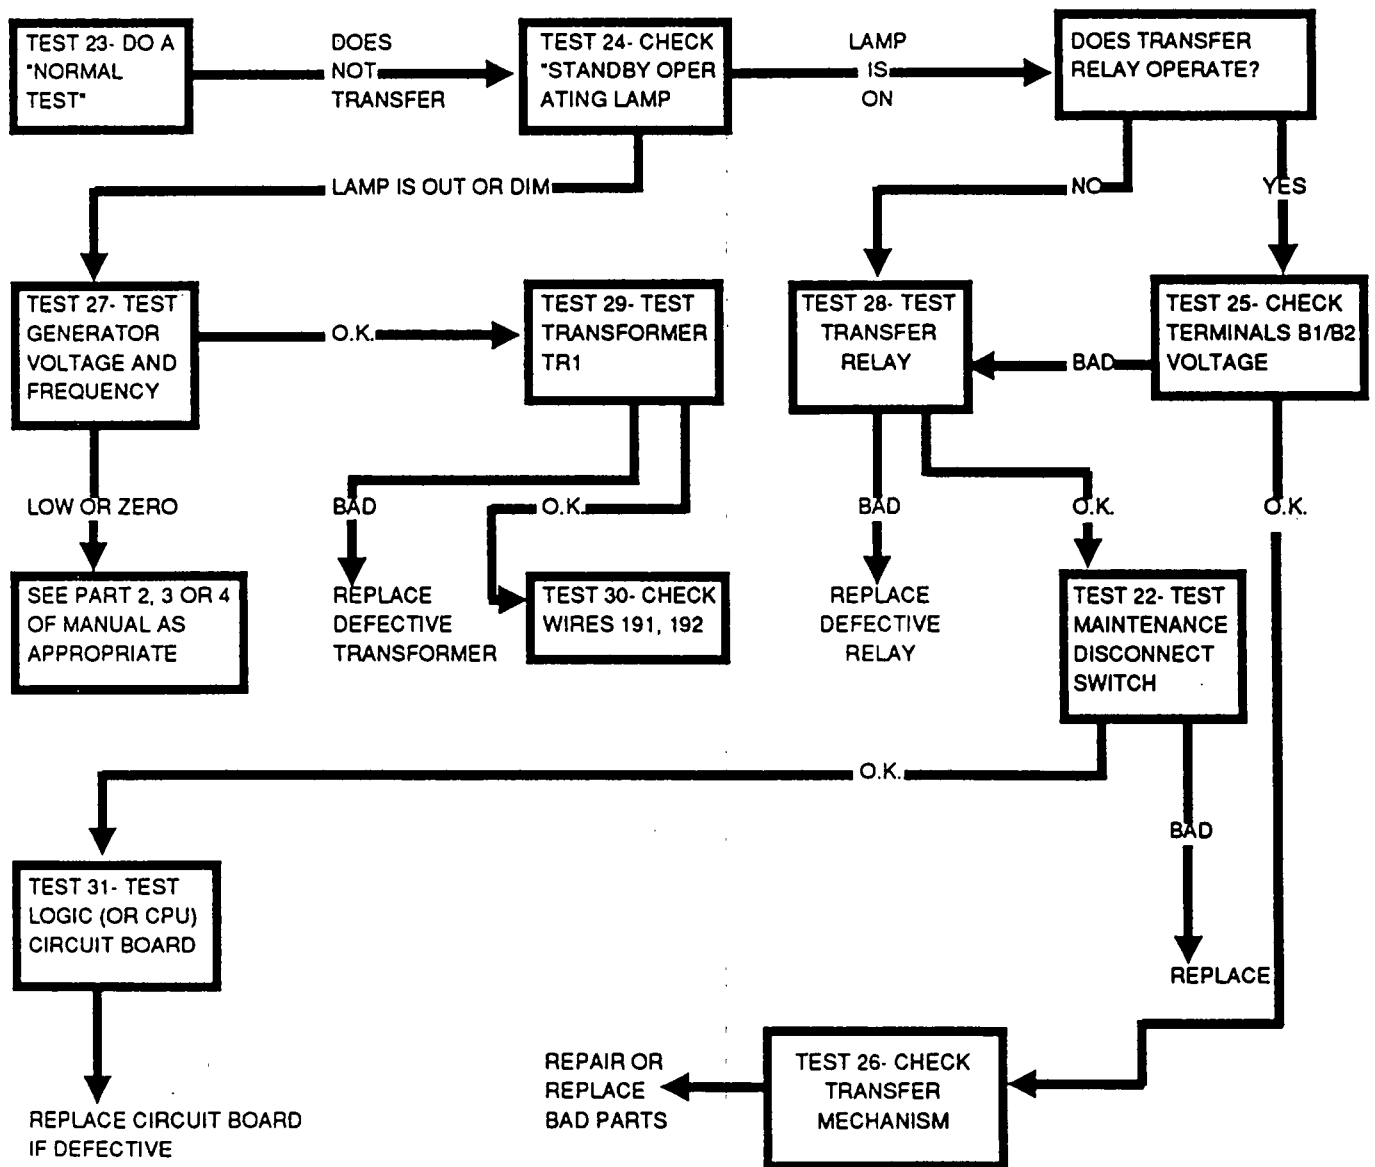 TEST 23- DO A
"NORMAL
TEST"
DOES
NOT
TRANSFER
TEST 24- CHECK
"STANDBY OPER
ATING LAMP
LAMP
IS
ON
DOES TRANSFER
RELAY OPERATE?
LAMP IS OUT OR DIM
NO
YES
TEST 27- TEST
GENERATOR
VOLTAGE AND
FREQUENCY
O.K.
TEST 29- TEST
TRANSFORMER
TR1
TEST 28- TEST
TRANSFER
RELAY
BAD
TEST 25- CHECK
TERMINALS B1/B2
VOLTAGE
LOW OR ZERO
BAD
O.K.
BAD
O.K.
O.K.
SEE PART 2, 3 OR 4
OF MANUAL AS
APPROPRIATE
REPLACE
DEFECTIVE
TRANSFORMER
TEST 30- CHECK
WIRES 191, 192
REPLACE
DEFECTIVE
RELAY
TEST 22- TEST
MAINTENANCE
DISCONNECT
SWITCH
O.K.
BAD
REPLACE
TEST 31- TEST
LOGIC (OR CPU)
CIRCUIT BOARD
REPLACE CIRCUIT BOARD
IF DEFECTIVE
REPAIR OR
REPLACE
BAD PARTS
TEST 26- CHECK
TRANSFER
MECHANISM